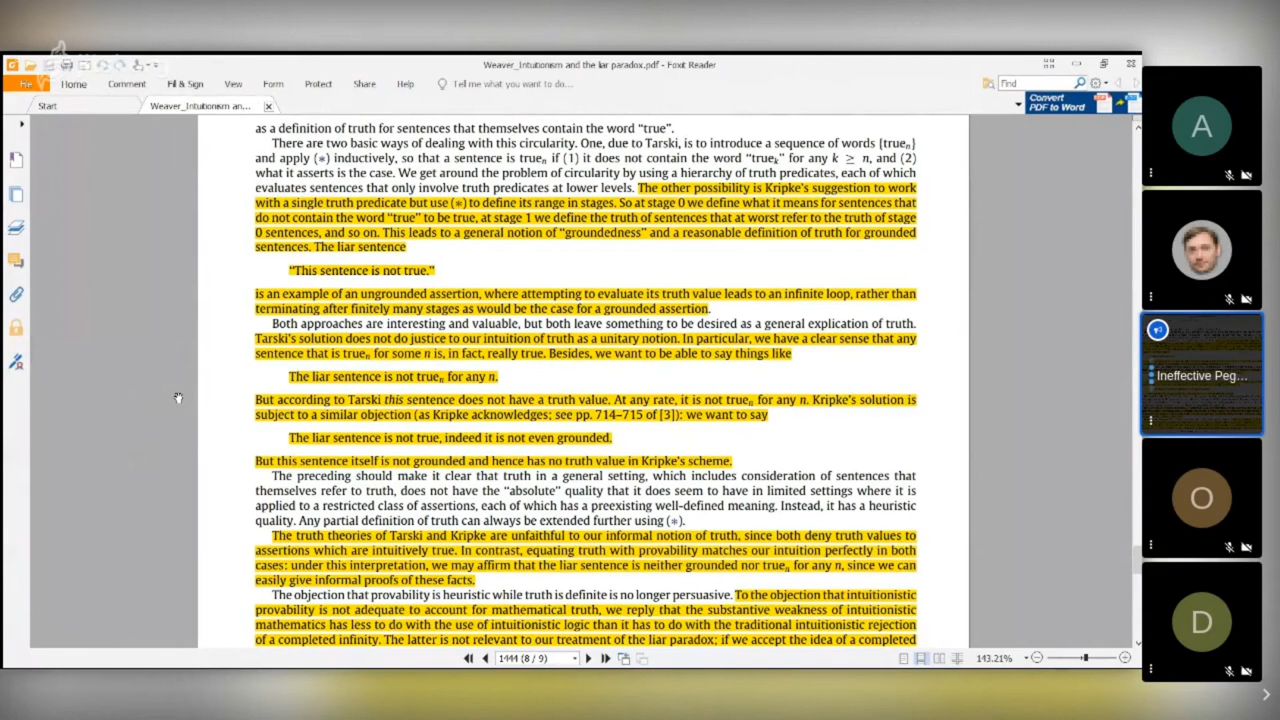 Weaver_Intuitionism and the liar paradox.pdf - Foxit Reader
File Home Comment Fill & Sign View Form Protect Share Help Tell me what you want to do... Find
Start Weaver_Intuitionism an... Convert
PDF to Word
as a definition of truth for sentences that themselves contain the word “true”.
There are two basic ways of dealing with this circularity. One, due to Tarski, is to introduce a sequence of words {trueₙ}
and apply (∗) inductively, so that a sentence is trueₙ if (1) it does not contain the word “trueₖ” for any k ≥ n, and (2)
what it asserts is the case. We get around the problem of circularity by using a hierarchy of truth predicates, each of which
evaluates sentences that only involve truth predicates at lower levels. The other possibility is Kripke's suggestion to work
with a single truth predicate but use (∗) to define its range in stages. So at stage 0 we define what it means for sentences that
do not contain the word “true” to be true, at stage 1 we define the truth of sentences that at worst refer to the truth of stage
0 sentences, and so on. This leads to a general notion of “groundedness” and a reasonable definition of truth for grounded
sentences. The liar sentence
“This sentence is not true.”
is an example of an ungrounded assertion, where attempting to evaluate its truth value leads to an infinite loop, rather than
terminating after finitely many stages as would be the case for a grounded assertion.
Both approaches are interesting and valuable, but both leave something to be desired as a general explication of truth.
Tarski's solution does not do justice to our intuition of truth as a unitary notion. In particular, we have a clear sense that any
sentence that is trueₙ for some n is, in fact, really true. Besides, we want to be able to say things like
The liar sentence is not trueₙ for any n.
But according to Tarski this sentence does not have a truth value. At any rate, it is not trueₙ for any n. Kripke's solution is
subject to a similar objection (as Kripke acknowledges; see pp. 714–715 of [3]): we want to say
The liar sentence is not true, indeed it is not even grounded.
But this sentence itself is not grounded and hence has no truth value in Kripke's scheme.
The preceding should make it clear that truth in a general setting, which includes consideration of sentences that
themselves refer to truth, does not have the “absolute” quality that it does seem to have in limited settings where it is
applied to a restricted class of assertions, each of which has a preexisting well-defined meaning. Instead, it has a heuristic
quality. Any partial definition of truth can always be extended further using (∗).
The truth theories of Tarski and Kripke are unfaithful to our informal notion of truth, since both deny truth values to
assertions which are intuitively true. In contrast, equating truth with provability matches our intuition perfectly in both
cases: under this interpretation, we may affirm that the liar sentence is neither grounded nor trueₙ for any n, since we can
easily give informal proofs of these facts.
The objection that provability is heuristic while truth is definite is no longer persuasive. To the objection that intuitionistic
provability is not adequate to account for mathematical truth, we reply that the substantive weakness of intuitionistic
mathematics has less to do with the use of intuitionistic logic than it has to do with the traditional intuitionistic rejection
of a completed infinity. The latter is not relevant to our treatment of the liar paradox; if we accept the idea of a completed
1444 (8 / 9) 143.21%
A
Ineffective Peg...
O
D